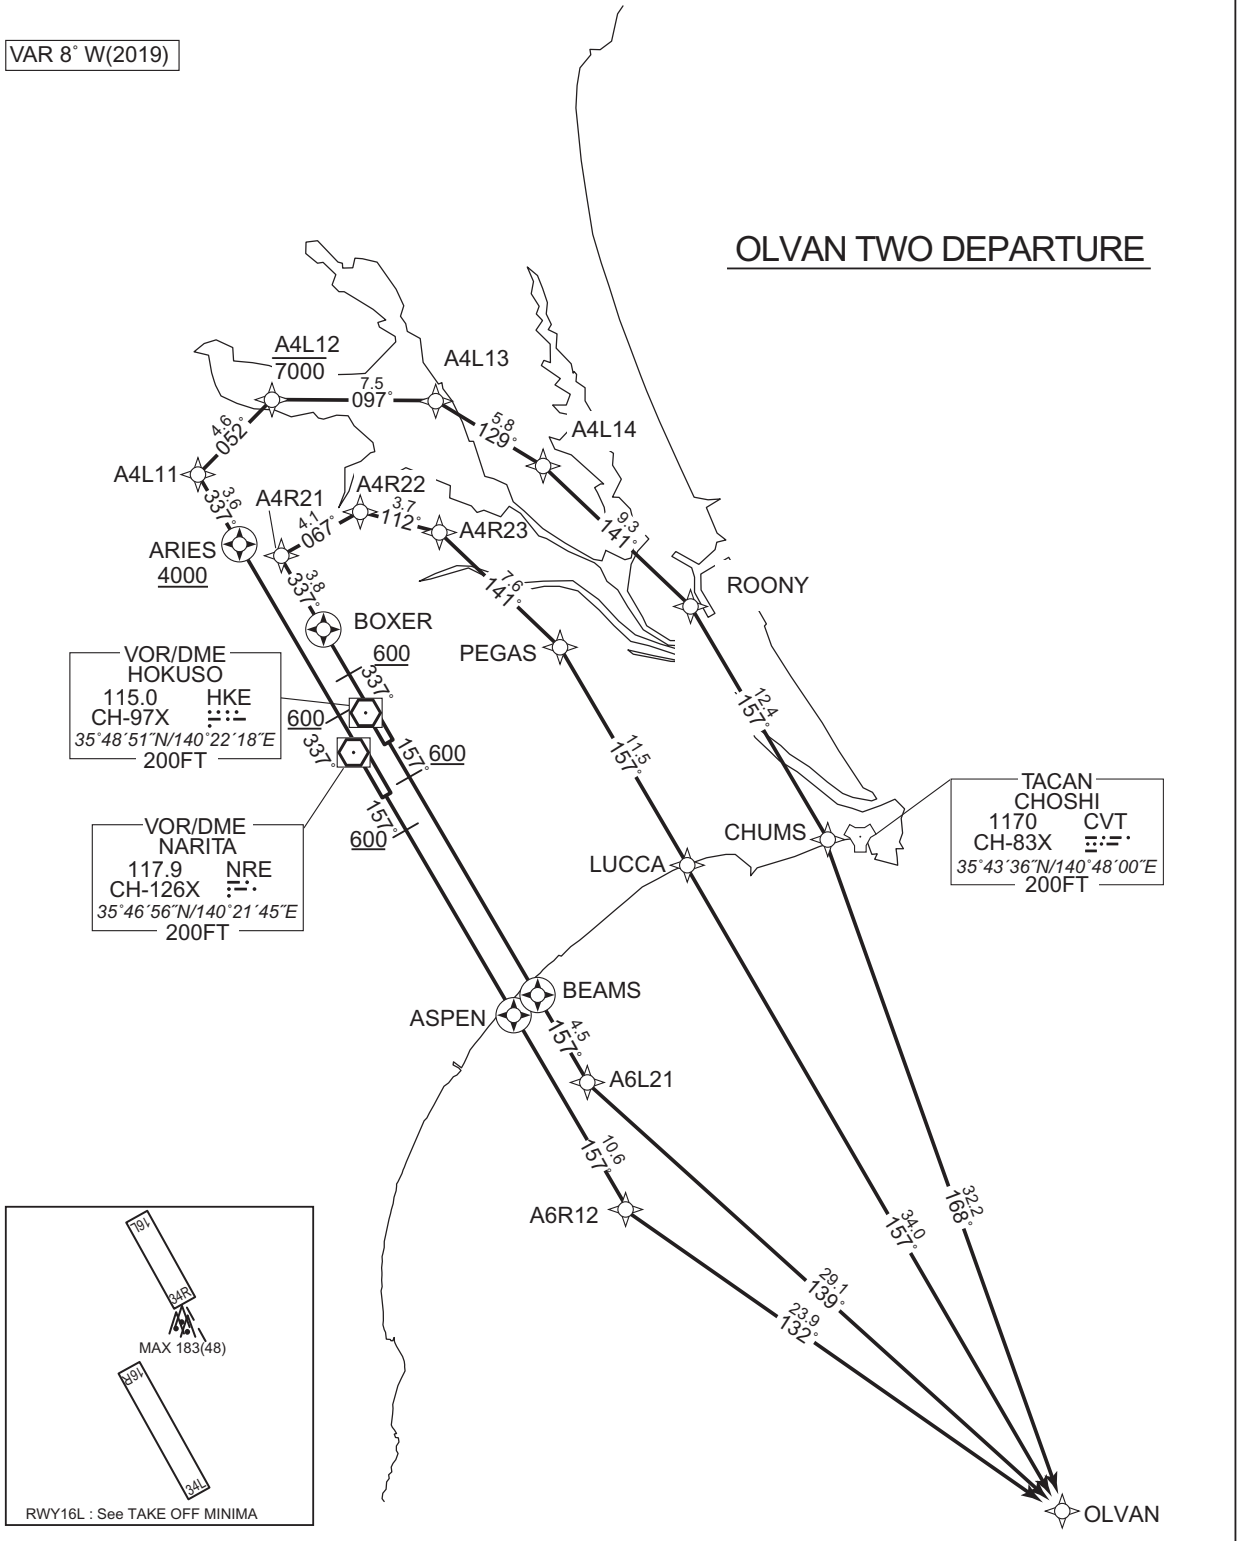 VAR 8° W(2019)
OLVAN TWO DEPARTURE
A4L12
7000
A4L13
7.5
097°
5.8
129°
A4L14
4.6
052°
A4L11
3.6
337°
A4R21
A4R22
4.1
067°
3.7
112°
A4R23
9.3
141°
ARIES
4000
3.8
337°
7.6
141°
ROONY
BOXER
PEGAS
600
337°
VOR/DME
HOKUSO
115.0 HKE
CH-97X
35°48´51˝N/140°22´18˝E
200FT
600
337°
157°
600
12.4
157°
11.5
157°
TACAN
CHOSHI
1170 CVT
CH-83X
35°43´36˝N/140°48´00˝E
200FT
VOR/DME
NARITA
117.9 NRE
CH-126X
35°46´56˝N/140°21´45˝E
200FT
157°
600
CHUMS
LUCCA
BEAMS
ASPEN
4.5
157°
A6L21
10.6
157°
A6R12
32.2
168°
34.0
157°
29.1
139°
23.9
132°
OLVAN
16L
34R
MAX 183(48)
16R
34L
RWY16L : See TAKE OFF MINIMA